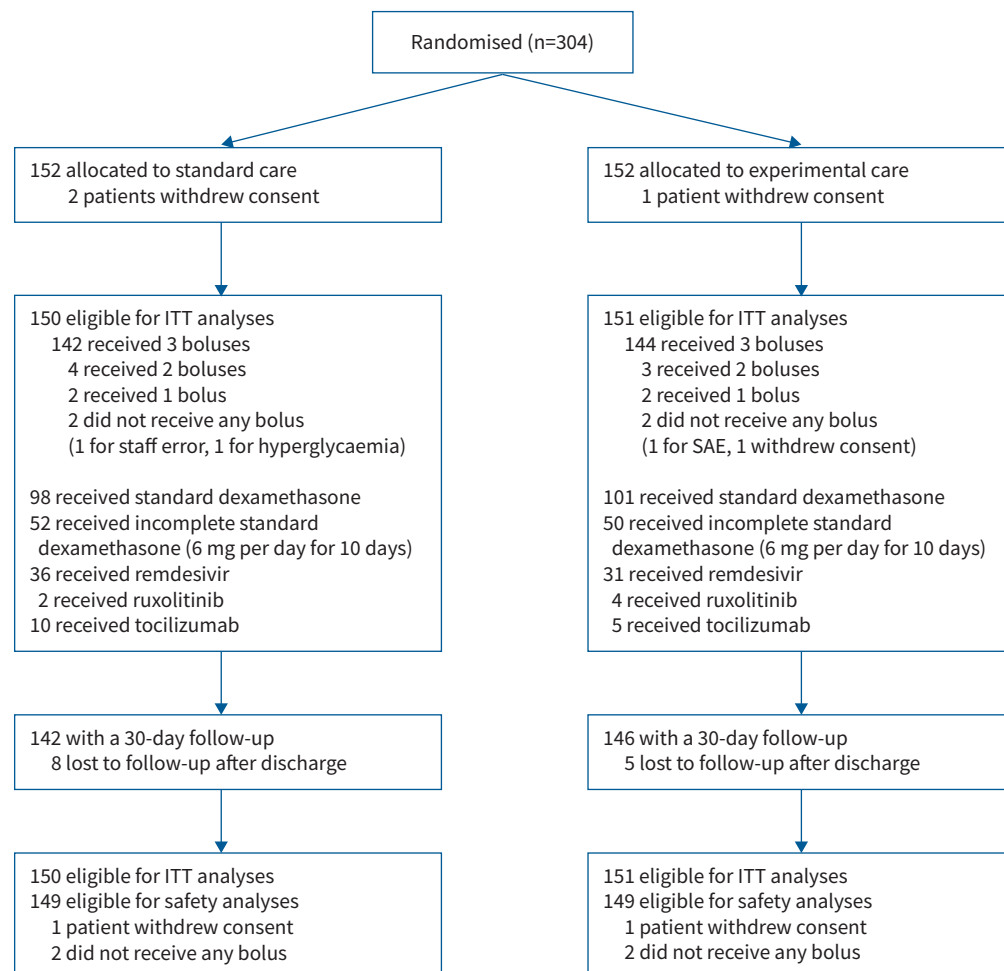 Randomised (n=304)
152 allocated to standard care
2 patients withdrew consent
152 allocated to experimental care
1 patient withdrew consent
150 eligible for ITT analyses
142 received 3 boluses
4 received 2 boluses
2 received 1 bolus
2 did not receive any bolus
(1 for staff error, 1 for hyperglycaemia)
98 received standard dexamethasone
52 received incomplete standard
dexamethasone (6 mg per day for 10 days)
36 received remdesivir
2 received ruxolitinib
10 received tocilizumab
151 eligible for ITT analyses
144 received 3 boluses
3 received 2 boluses
2 received 1 bolus
2 did not receive any bolus
(1 for SAE, 1 withdrew consent)
101 received standard dexamethasone
50 received incomplete standard
dexamethasone (6 mg per day for 10 days)
31 received remdesivir
4 received ruxolitinib
5 received tocilizumab
142 with a 30-day follow-up
8 lost to follow-up after discharge
146 with a 30-day follow-up
5 lost to follow-up after discharge
150 eligible for ITT analyses
149 eligible for safety analyses
1 patient withdrew consent
2 did not receive any bolus
151 eligible for ITT analyses
149 eligible for safety analyses
1 patient withdrew consent
2 did not receive any bolus